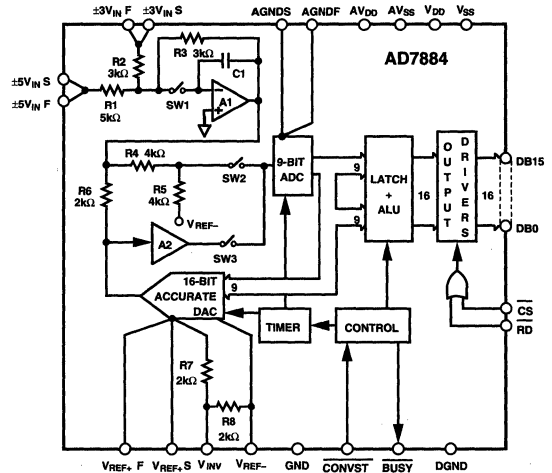 ±3VIN F ±3VIN S AGNDS AGNDF AVDD AVSS VDD VSS
AD7884
R3 3kΩ
R2
3kΩ
C1
±5VIN S
±5VIN F
R1
5kΩ
SW1
A1
R4 4kΩ
SW2
R5
4kΩ
VREF–
R6
2kΩ
A2
SW3
9-BIT
ADC
9
9
LATCH
+
ALU
16
OUTPUT
DRIVERS
16
DB15
DB0
16-BIT
ACCURATE
DAC
9
TIMER
CONTROL
CS
RD
R7
2kΩ
R8
2kΩ
VREF+ F VREF+ S VINV VREF– GND CONVST BUSY DGND